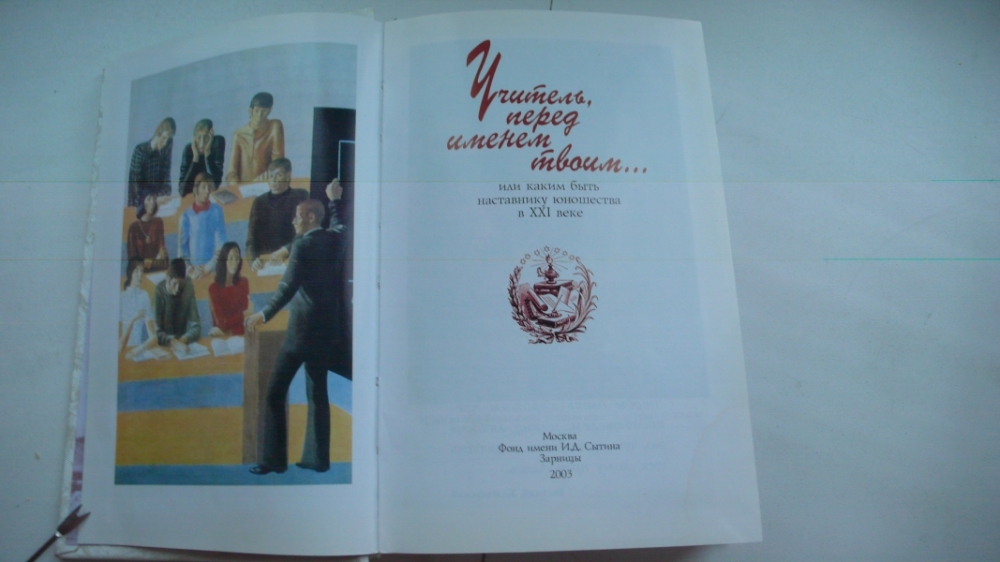 Учитель,
перед
именем
твоим...
или каким быть
наставнику юношества
в XXI веке
Москва
Фонд имени И.Д. Сытина
Зарницы
2003